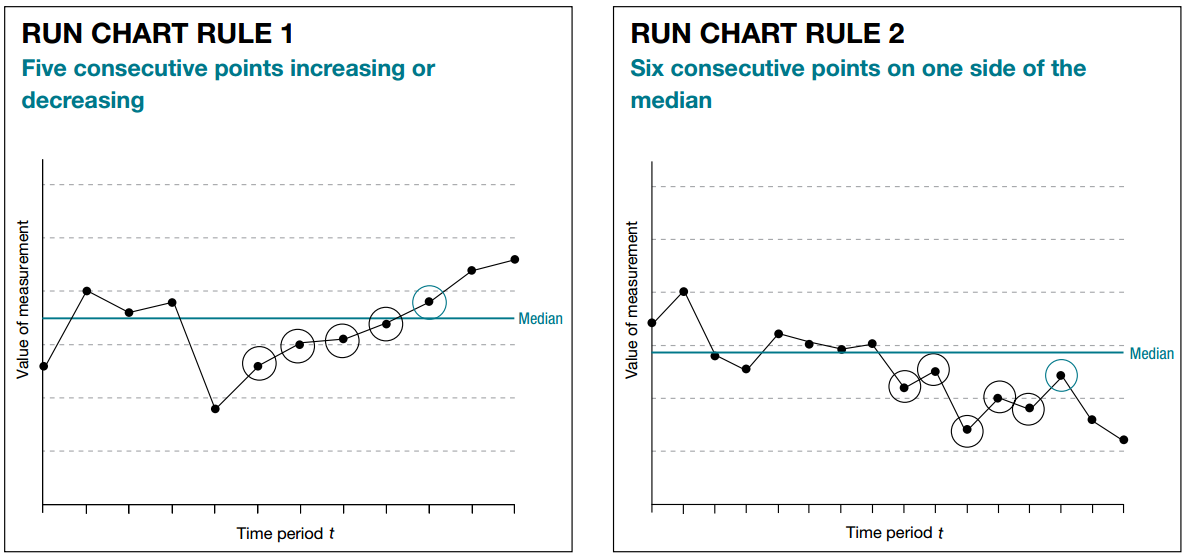 RUN CHART RULE 1
Five consecutive points increasing or
decreasing
Value of measurement
Median
Time period t
RUN CHART RULE 2
Six consecutive points on one side of the
median
Value of measurement
Median
Time period t